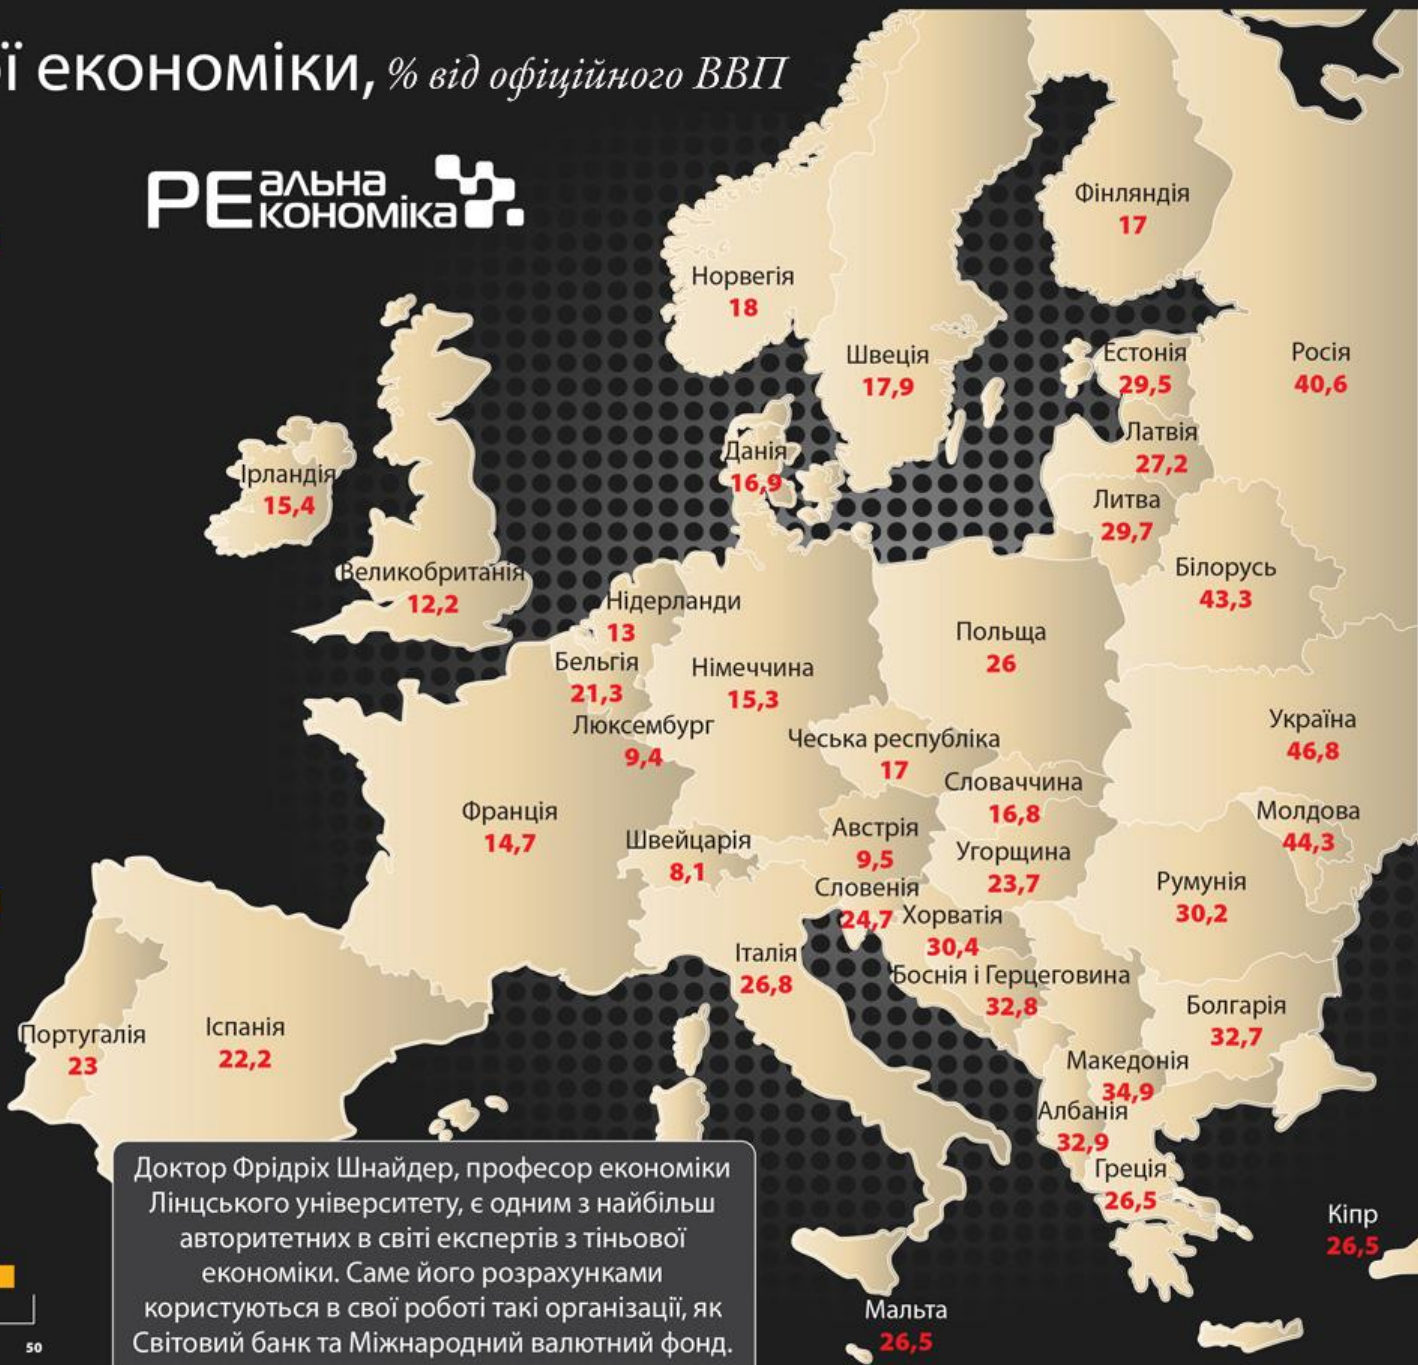 ї економіки, % від офіційного ВВП
РЕальна
Економіка
Фінляндія
17
Норвегія
18
Швеція
17,9
Естонія
29,5
Росія
40,6
Латвія
27,2
Данія
16,9
Ірландія
15,4
Литва
29,7
Білорусь
43,3
Великобританія
12,2
Нідерланди
13
Польща
26
Бельгія
21,3
Німеччина
15,3
Люксембург
9,4
Україна
46,8
Чеська республіка
17
Словаччина
16,8
Франція
14,7
Молдова
44,3
Австрія
9,5
Швейцарія
8,1
Угорщина
23,7
Румунія
30,2
Словенія
24,7
Хорватія
30,4
Італія
26,8
Боснія і Герцеговина
32,8
Болгарія
32,7
Португалія
23
Іспанія
22,2
Македонія
34,9
Албанія
32,9
Греція
26,5
Кіпр
26,5
Мальта
26,5
Доктор Фрідріх Шнайдер, професор економіки
Лінцського університету, є одним з найбільш
авторитетних в світі експертів з тіньової
економіки. Саме його розрахунками
користуються в свої роботі такі організації, як
Світовий банк та Міжнародний валютний фонд.
50